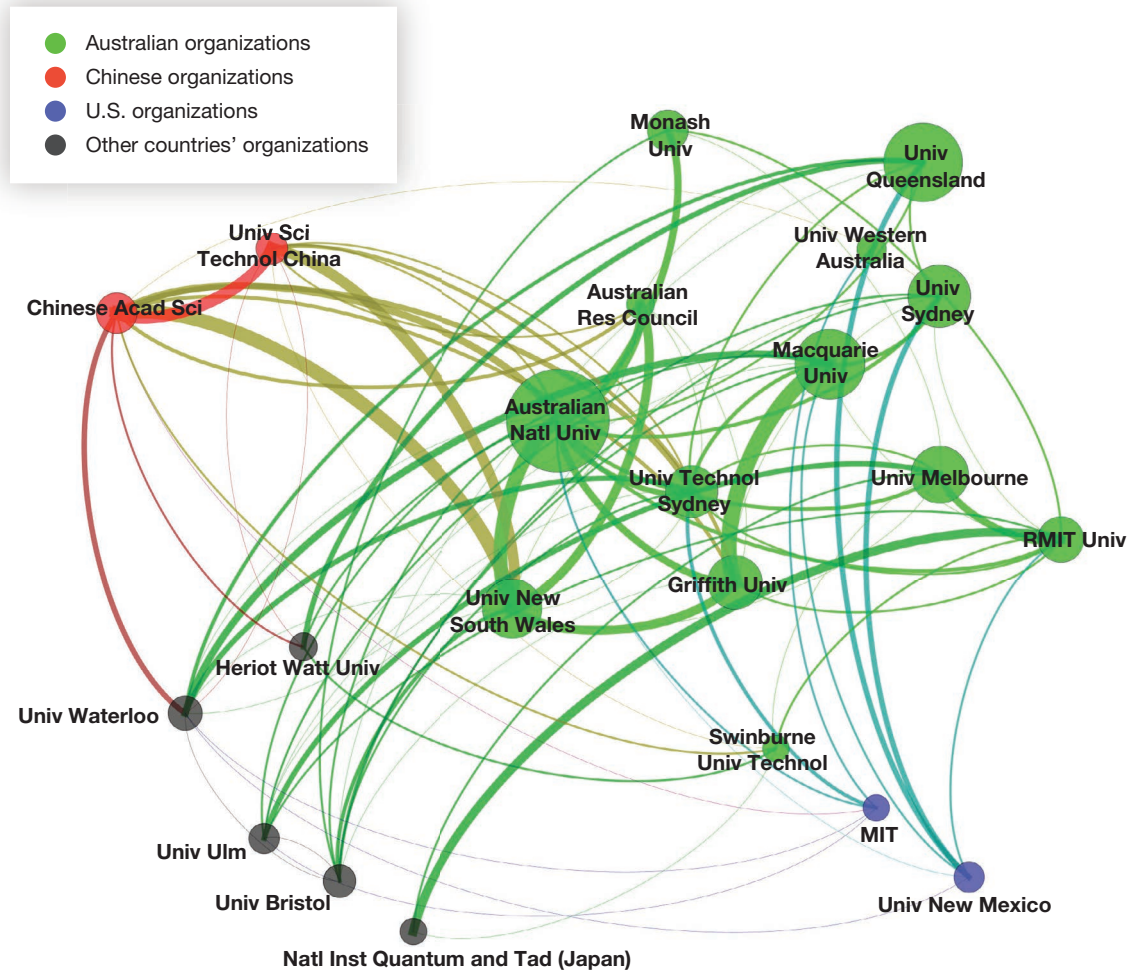 Australian organizations
Chinese organizations
U.S. organizations
Other countries’ organizations
Monash
Univ
Univ
Queensland
Univ Sci
Technol China
Univ Western
Australia
Chinese Acad Sci
Australian
Res Council
Univ
Sydney
Macquarie
Univ
Australian
Natl Univ
Univ Technol
Sydney
Univ Melbourne
RMIT Univ
Griffith Univ
Univ New
South Wales
Heriot Watt Univ
Univ Waterloo
Swinburne
Univ Technol
MIT
Univ Ulm
Univ Bristol
Univ New Mexico
Natl Inst Quantum and Tad (Japan)